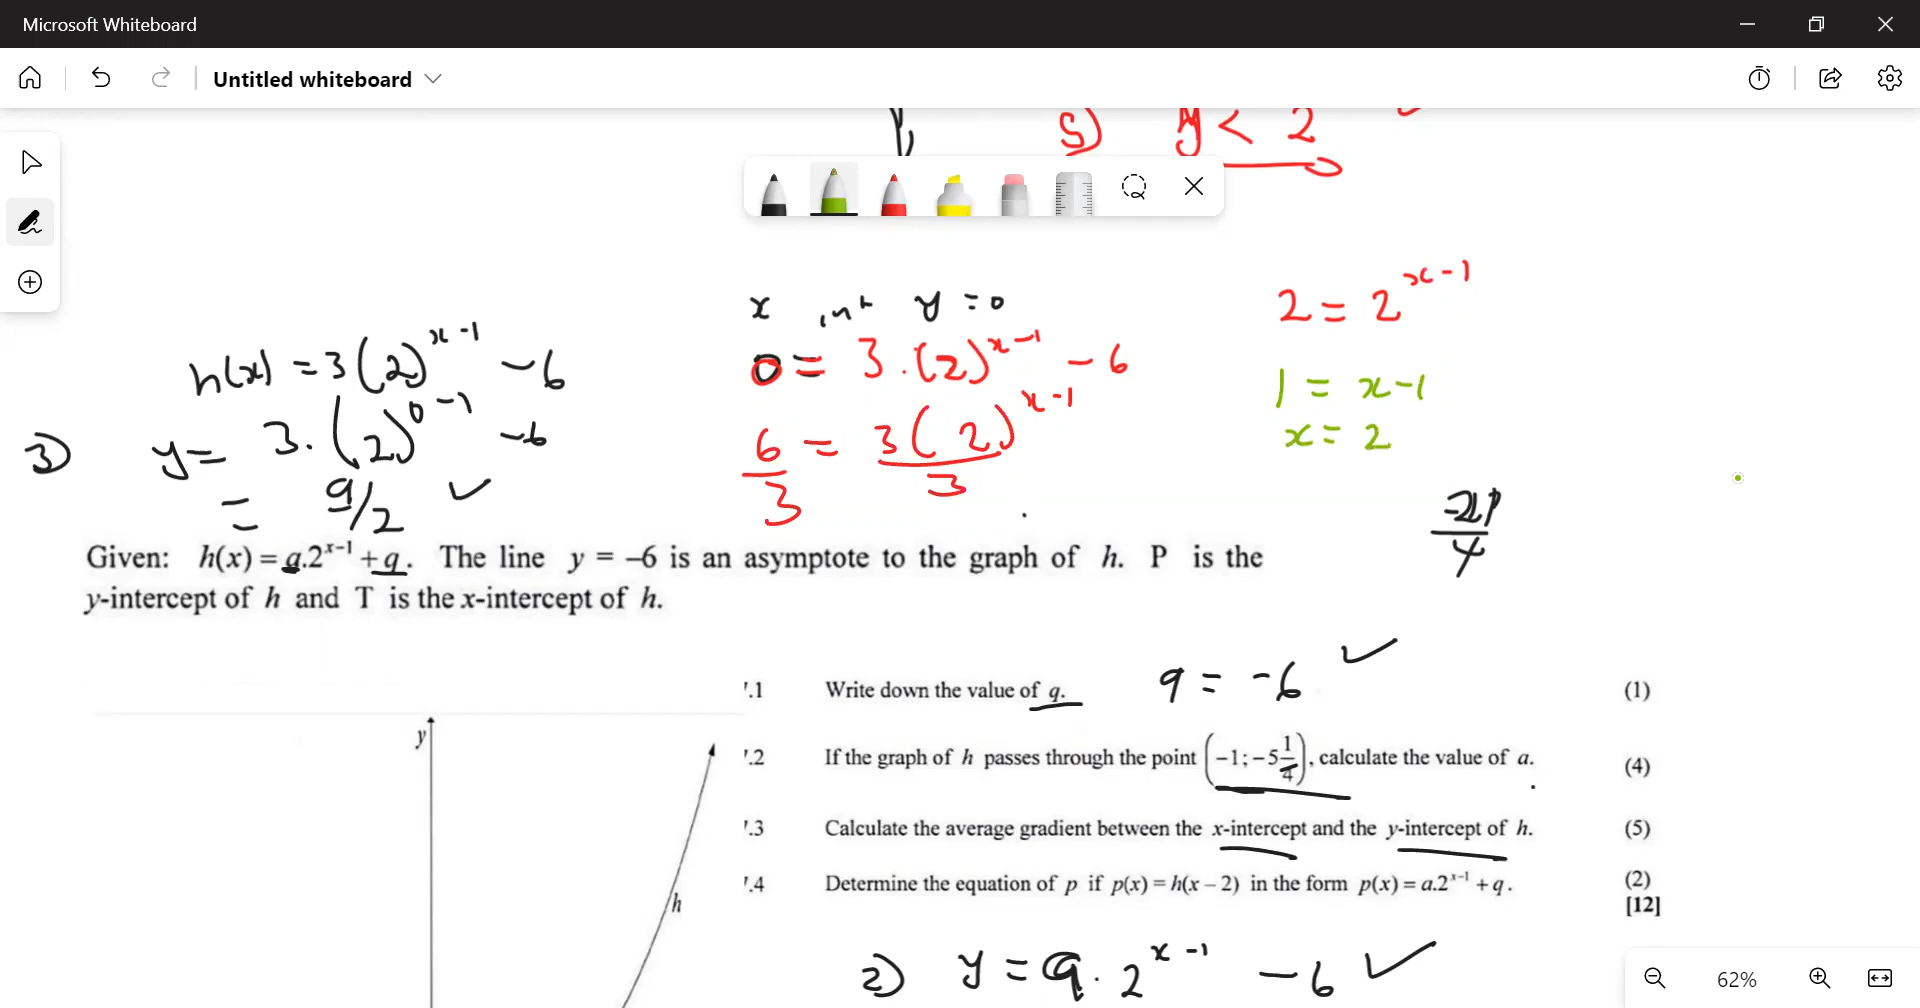 Microsoft Whiteboard
Untitled whiteboard
5) y < 2
x int y = 0
2 = 2^{x-1}
h(x) = 3(2)^{x-1} - 6
0 = 3.(2)^{x-1} - 6
1 = x-1
3) y = 3.(2)^{0-1} - 6
6/3 = 3(2)^{x-1}/3
x = 2
= 9/2 ✓
Given: h(x) = a.2^{x-1} + q. The line y = –6 is an asymptote to the graph of h. P is the
y-intercept of h and T is the x-intercept of h.
7.1 Write down the value of q. q = -6 ✓ (1)
7.2 If the graph of h passes through the point (−1; −5 1/4), calculate the value of a. (4)
7.3 Calculate the average gradient between the x-intercept and the y-intercept of h. (5)
7.4 Determine the equation of p if p(x) = h(x – 2) in the form p(x) = a.2^{x-1} + q. (2)
[12]
y
h
2) y = a. 2^{x-1} - 6 ✓
62%